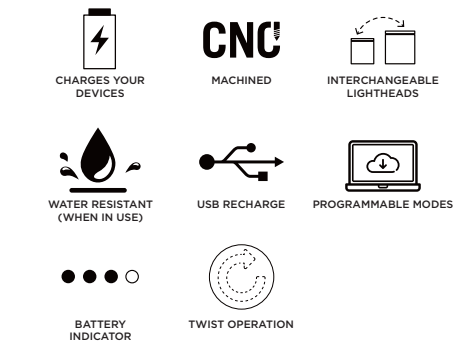 CNC
CHARGES YOUR
DEVICES
MACHINED
INTERCHANGEABLE
LIGHTHEADS
WATER RESISTANT
(WHEN IN USE)
USB RECHARGE
PROGRAMMABLE MODES
BATTERY
INDICATOR
TWIST OPERATION